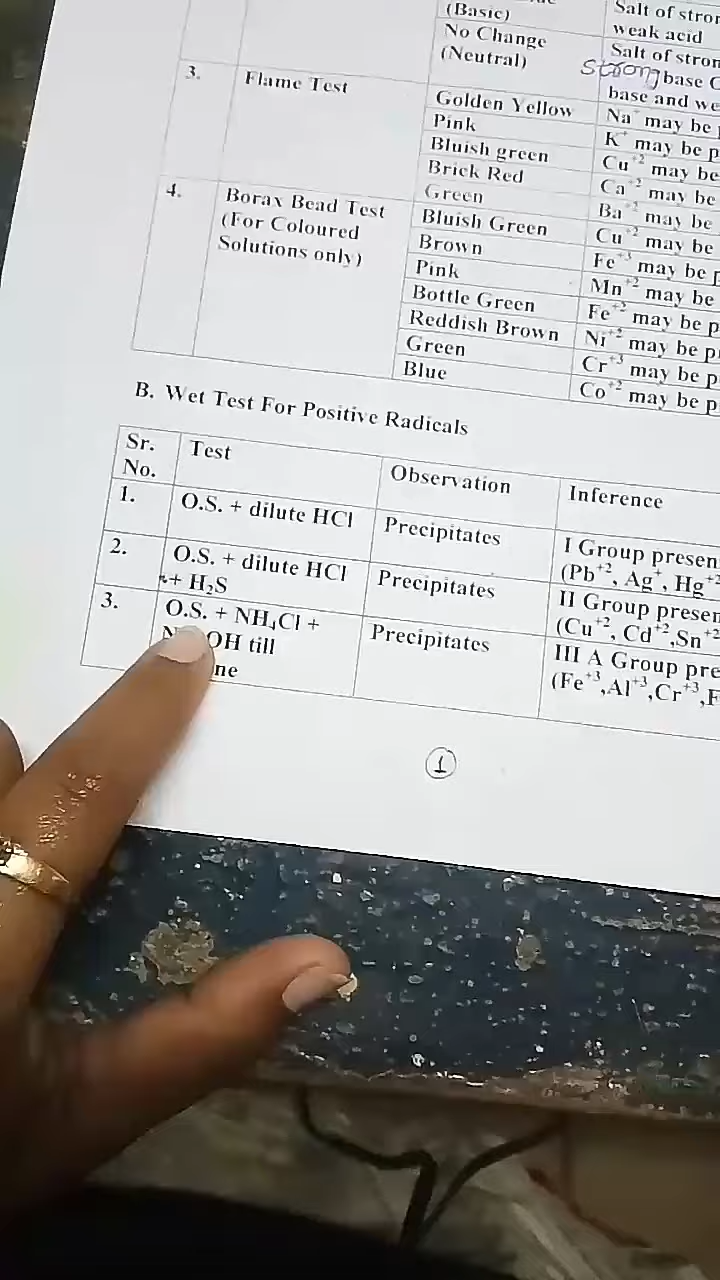 (Basic)
Salt of stron
weak acid
No Change
(Neutral)
Salt of stron
strong base C
base and we
3. Flame Test
Golden Yellow Na⁺ may be p
Pink K⁺ may be p
Bluish green Cu⁺² may be
Brick Red Ca⁺² may be
Green Ba⁺² may be
4. Borax Bead Test
(For Coloured
Solutions only)
Bluish Green Cu⁺² may be
Brown Fe⁺³ may be p
Pink Mn⁺² may be
Bottle Green Fe⁺² may be p
Reddish Brown Ni⁺² may be p
Green Cr⁺³ may be p
Blue Co⁺² may be p
B. Wet Test For Positive Radicals
Sr.
No.
Test
Observation
Inference
1. O.S. + dilute HCl
Precipitates
I Group presen
(Pb⁺², Ag⁺, Hg⁺²
2. O.S. + dilute HCl
+ H₂S
Precipitates
II Group presen
(Cu⁺², Cd⁺²,Sn⁺²
3. O.S. + NH₄Cl +
OH till
ne
Precipitates
III A Group pre
(Fe⁺³,Al⁺³,Cr⁺³,F
1